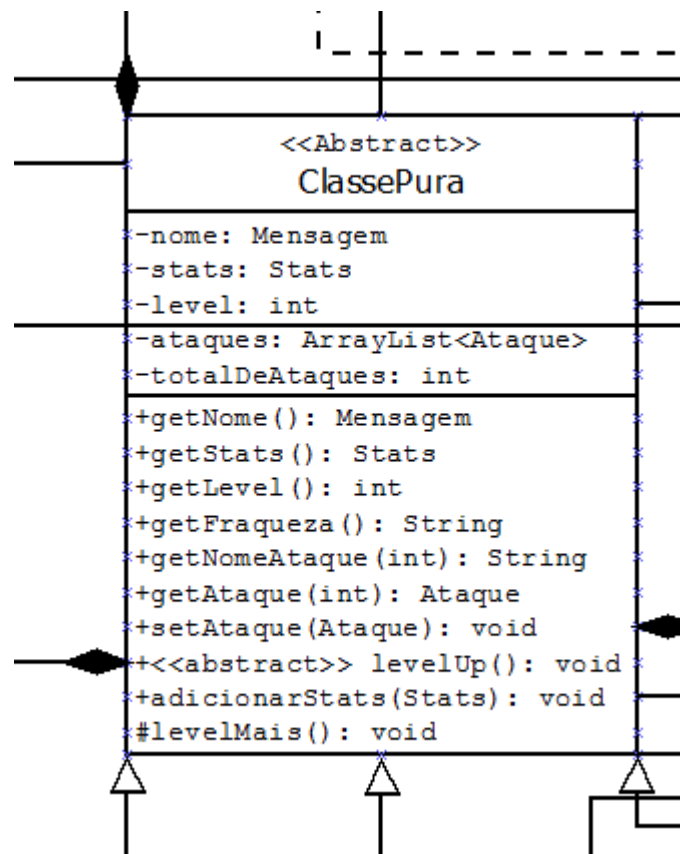 <<Abstract>>
ClassePura
-nome: Mensagem
-stats: Stats
-level: int
-ataques: ArrayList<Ataque>
-totalDeAtaques: int
+getNome(): Mensagem
+getStats(): Stats
+getLevel(): int
+getFraqueza(): String
+getNomeAtaque(int): String
+getAtaque(int): Ataque
+setAtaque(Ataque): void
+<<abstract>> levelUp(): void
+adicionarStats(Stats): void
#levelMais(): void